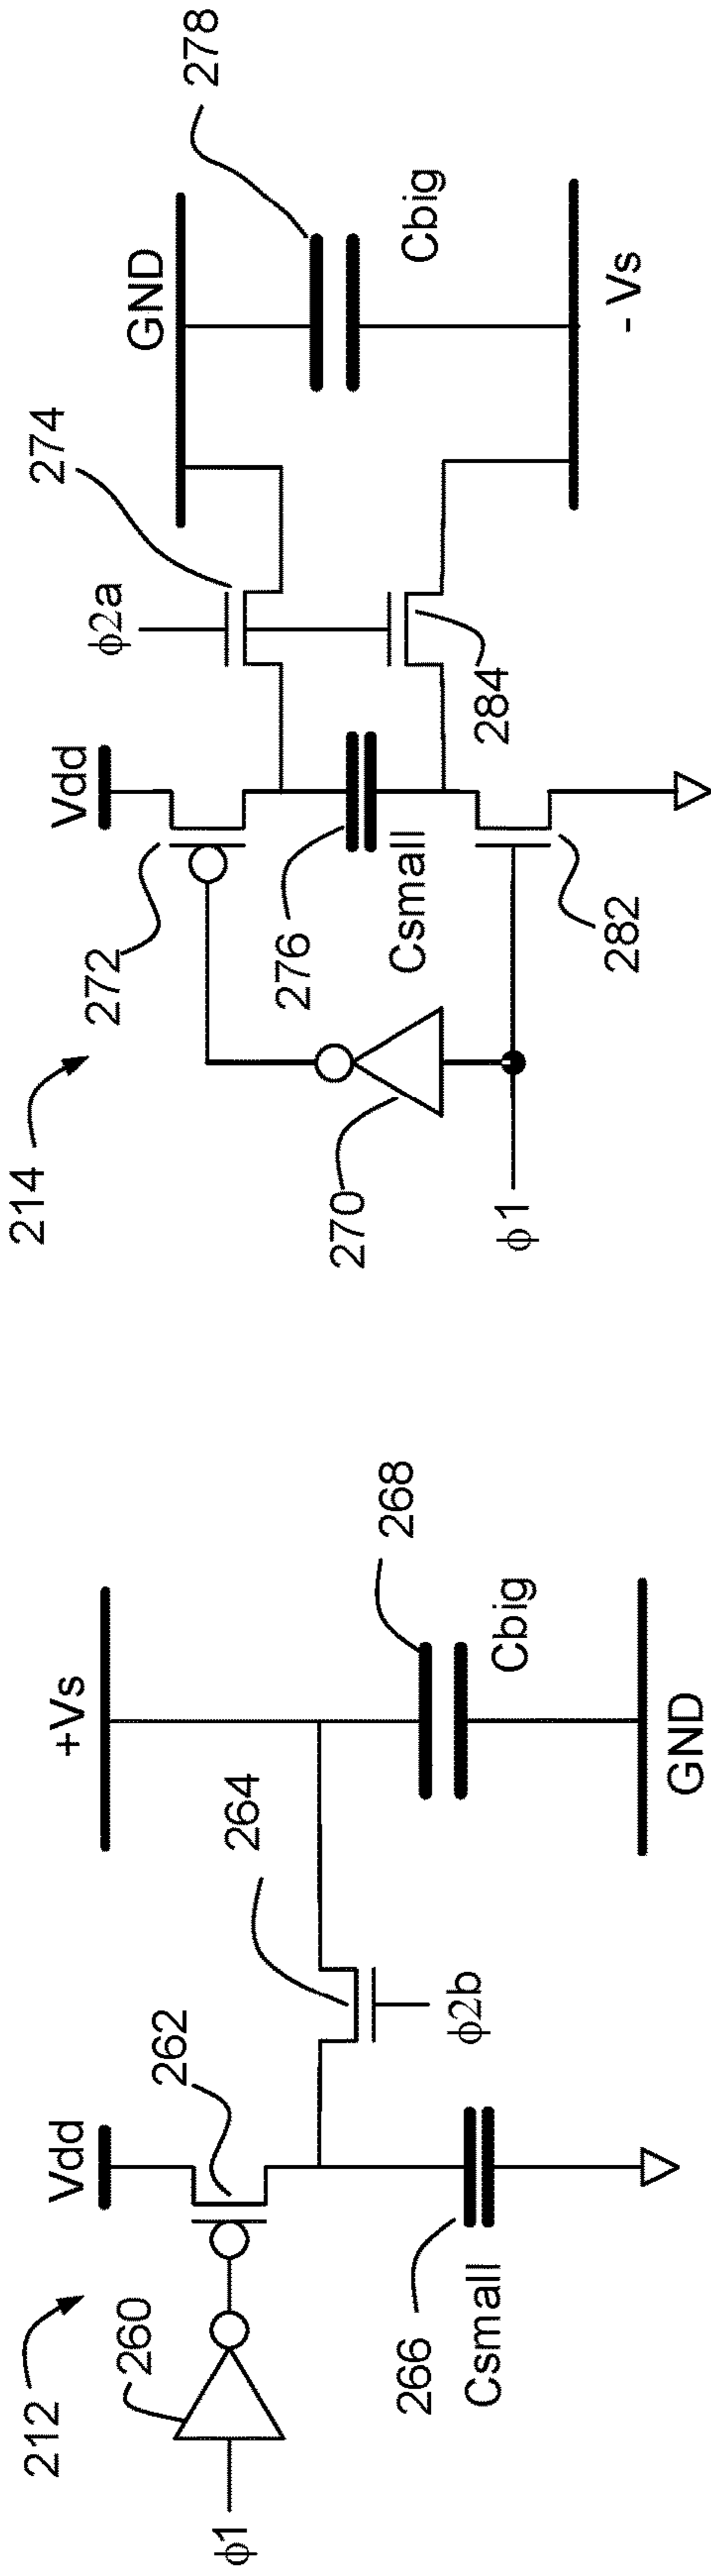 212
ϕ1
260
262
Vdd
266
Csmall
264
ϕ2b
+Vs
268
Cbig
GND
214
272
Vdd
270
ϕ1
276
Csmall
282
ϕ2a
274
284
GND
278
Cbig
- Vs